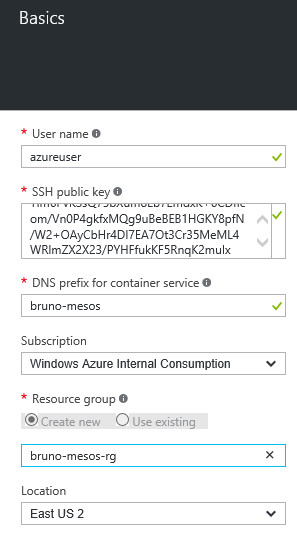 Basics
* User name
azureuser
* SSH public key
om/Vn0P4gkfxMQg9uBeBEB1HGKY8pfN
/W2+OAyCbHr4DI7EA7Ot3Cr35MeML4
WRlmZX2X23/PYHFfukKF5RnqK2mulx
* DNS prefix for container service
bruno-mesos
Subscription
Windows Azure Internal Consumption
* Resource group
Create new Use existing
bruno-mesos-rg
Location
East US 2